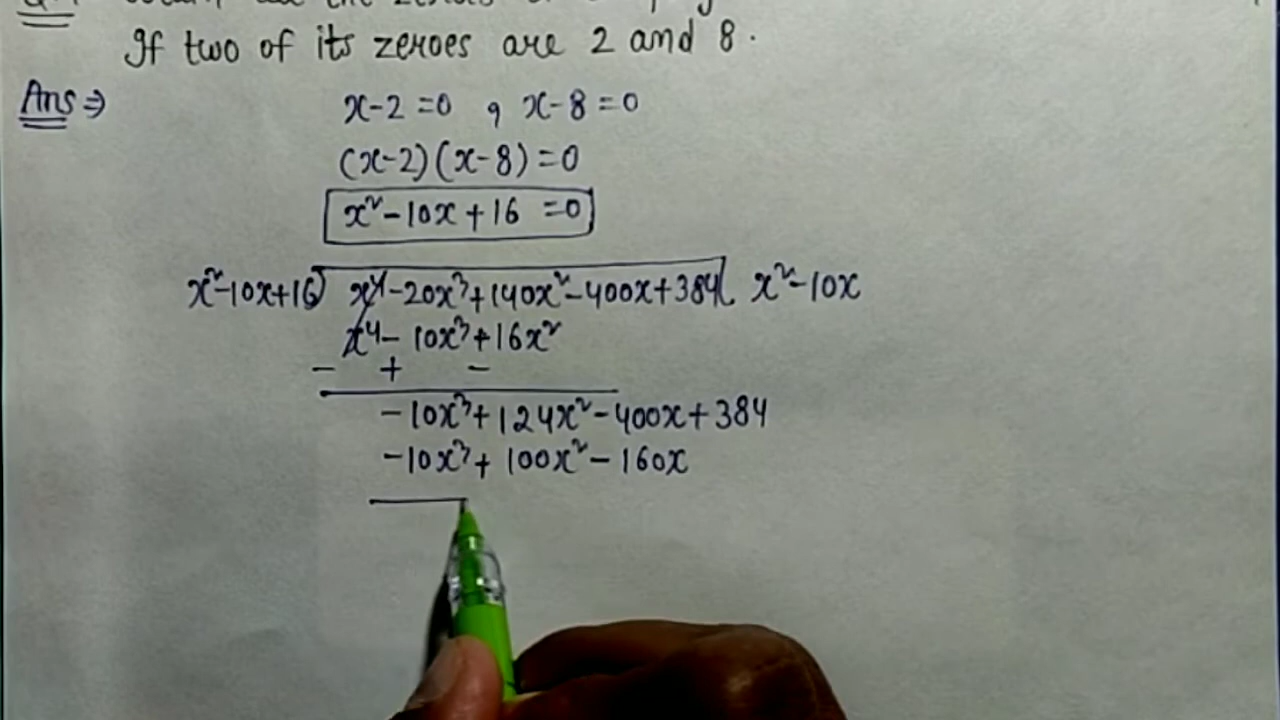 If two of its zeroes are 2 and 8.
Ans ⇒ x-2=0 , x-8=0
(x-2)(x-8)=0
x²-10x+16 =0
x²-10x+16) x⁴-20x³+140x²-400x+384( x²-10x
x⁴- 10x³+16x²
- + -
-10x³+124x²-400x+384
-10x³+ 100x²-160x